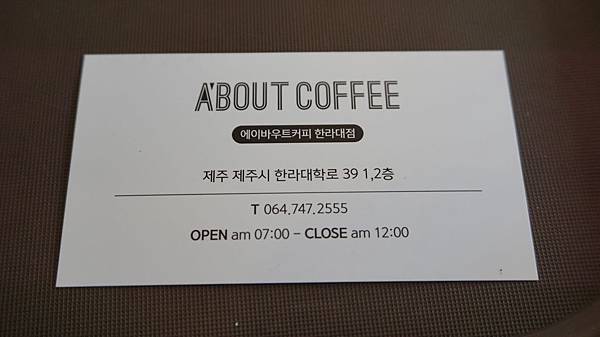 A'BOUT COFFEE
에이바우트커피 한라대점
제주 제주시 한라대학로 39 1,2층
T 064.747.2555
OPEN am 07:00 - CLOSE am 12:00